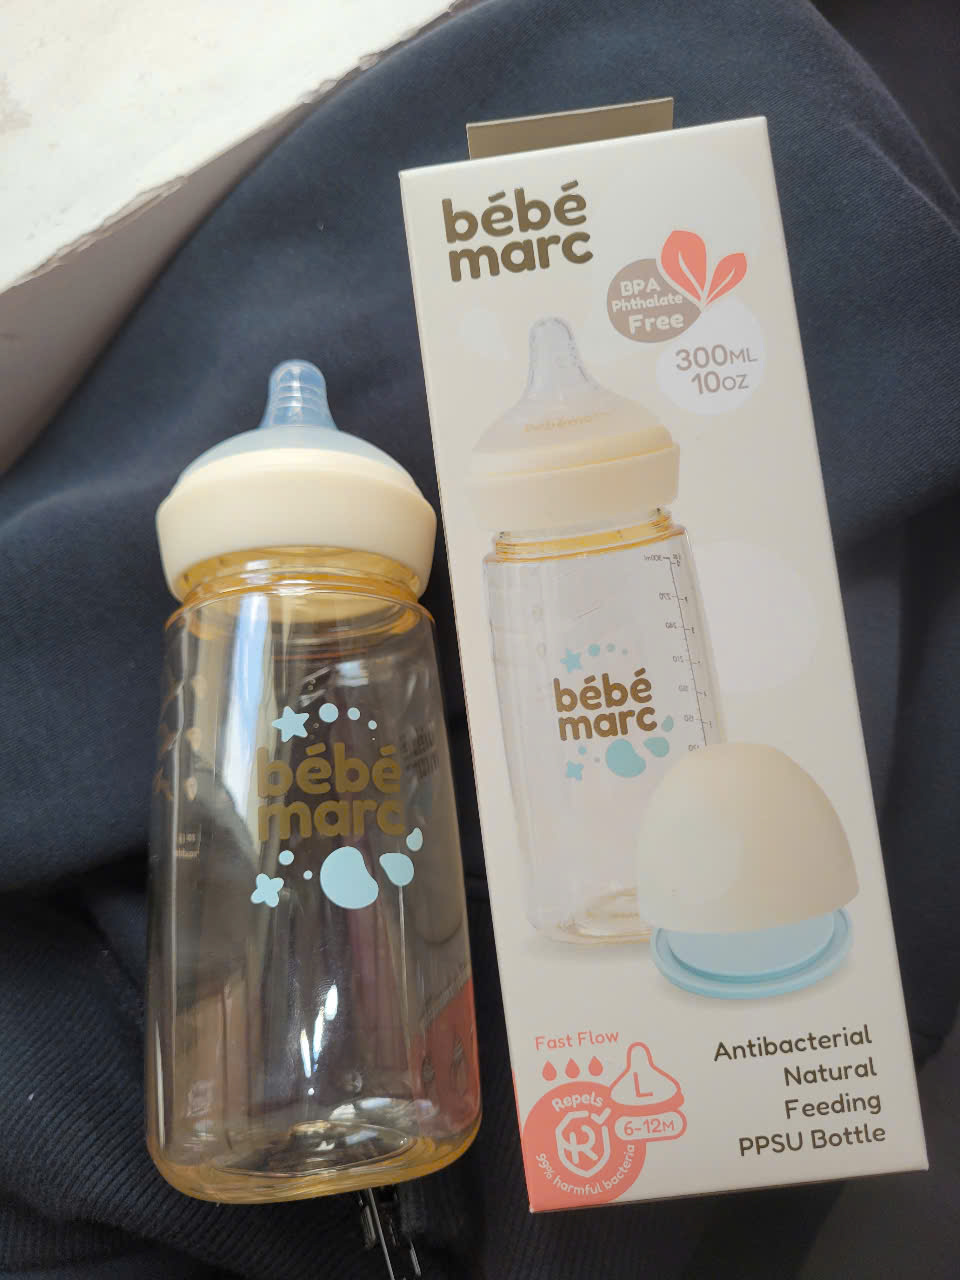 bébé
marc
BPA
Phthalate
Free
300ML
10oz
bébé
marc
bébé
marc
Fast Flow
L
6-12M
Repels
99% harmful bacteria
Antibacterial
Natural
Feeding
PPSU Bottle